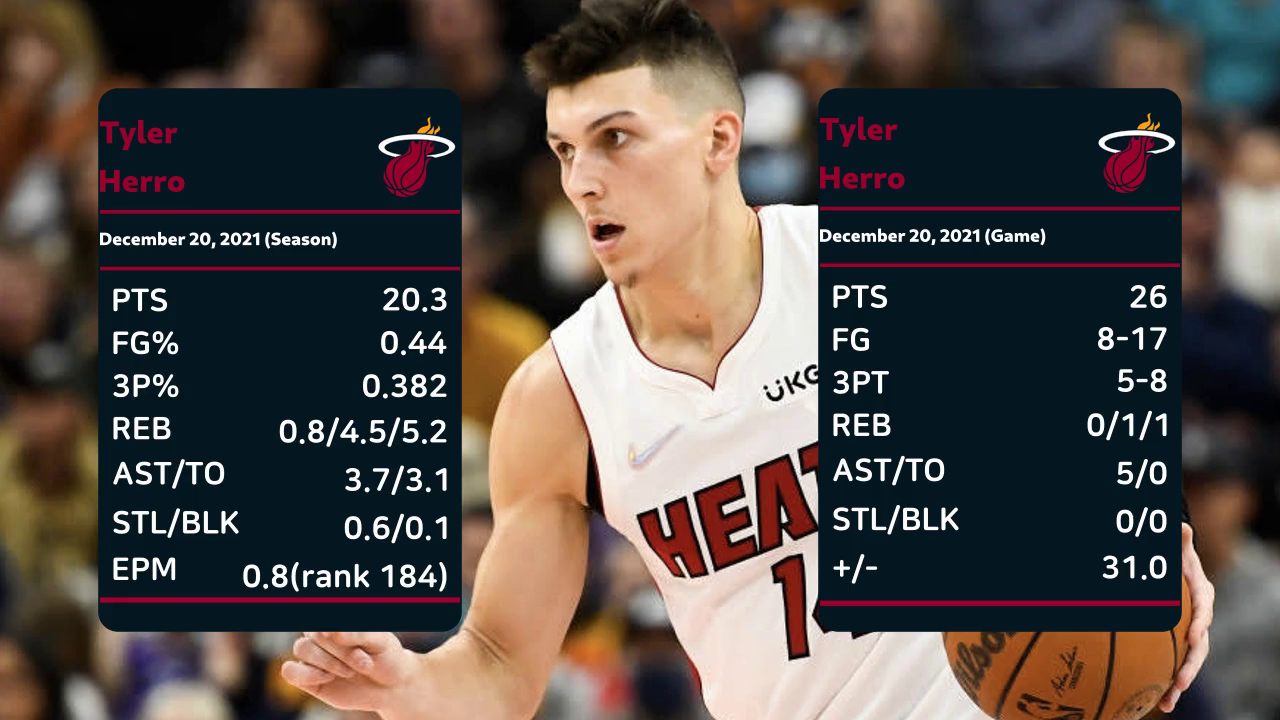 Tyler
Herro
December 20, 2021 (Season)
PTS 20.3
FG% 0.44
3P% 0.382
REB 0.8/4.5/5.2
AST/TO 3.7/3.1
STL/BLK 0.6/0.1
EPM 0.8(rank 184)
UKG
HEAT
Tyler
Herro
December 20, 2021 (Game)
PTS 26
FG 8-17
3PT 5-8
REB 0/1/1
AST/TO 5/0
STL/BLK 0/0
+/- 31.0